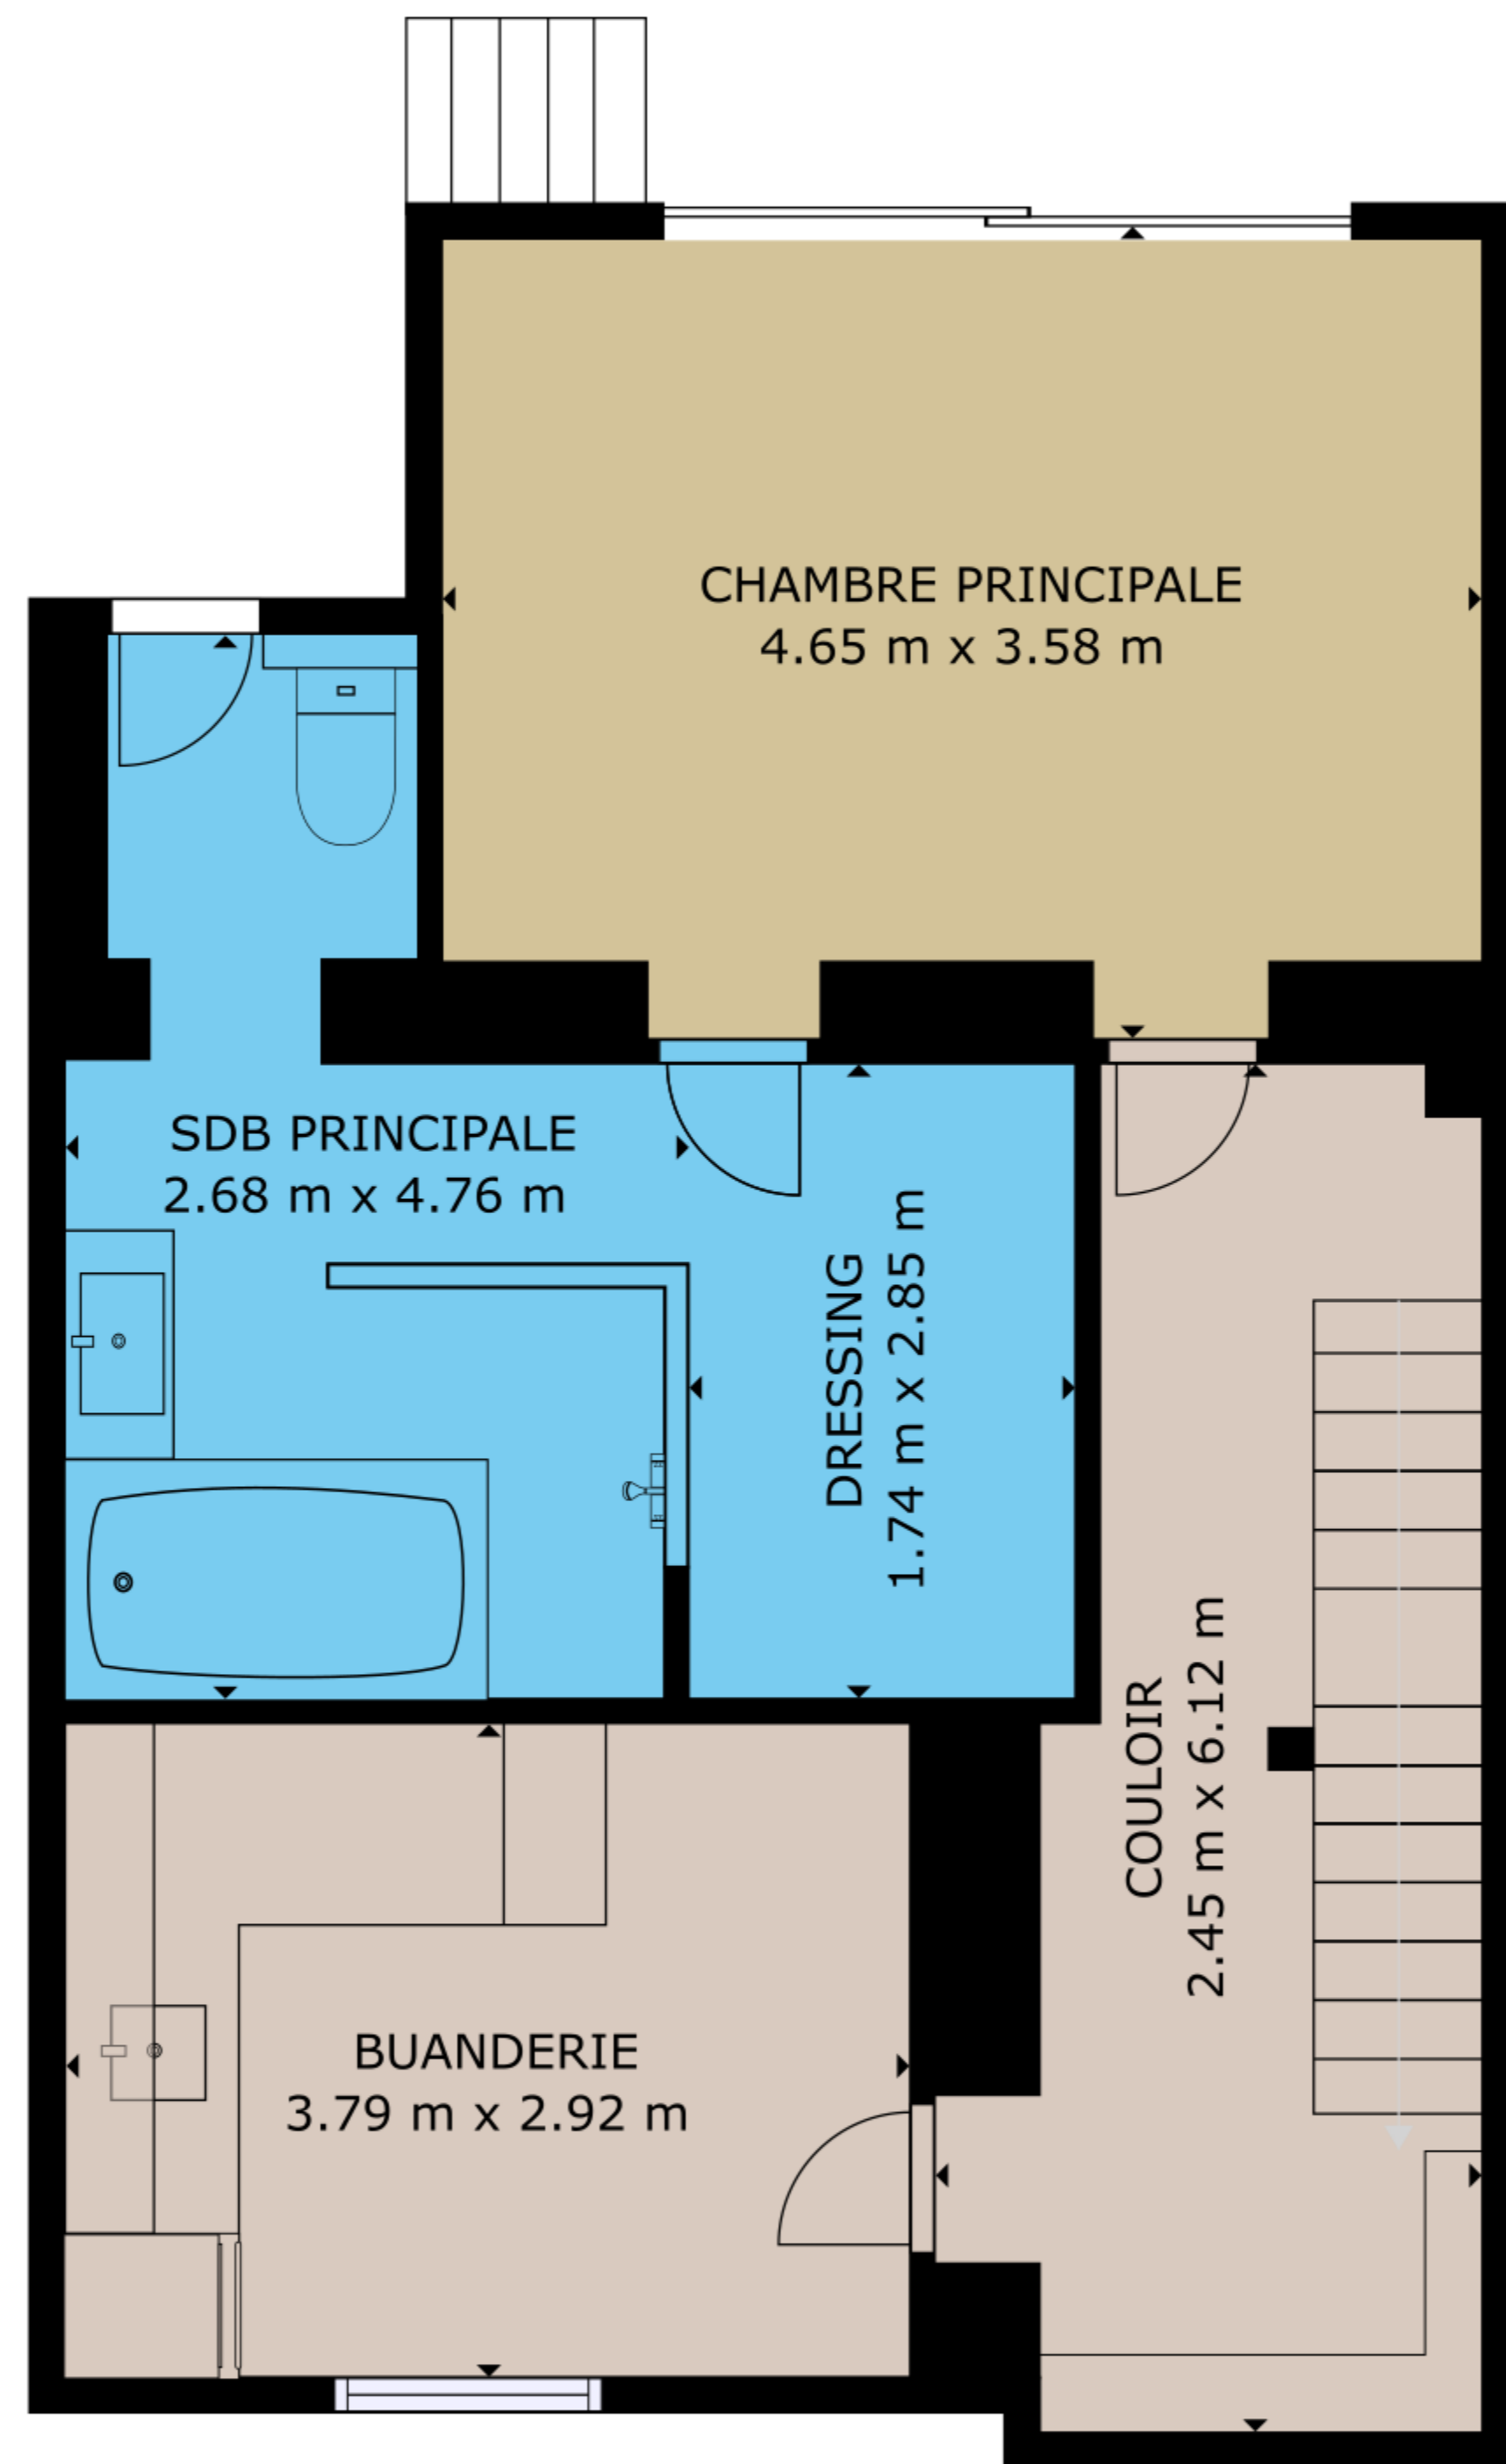 CHAMBRE PRINCIPALE
4.65 m x 3.58 m
SDB PRINCIPALE
2.68 m x 4.76 m
DRESSING
1.74 m x 2.85 m
COULOIR
2.45 m x 6.12 m
BUANDERIE
3.79 m x 2.92 m